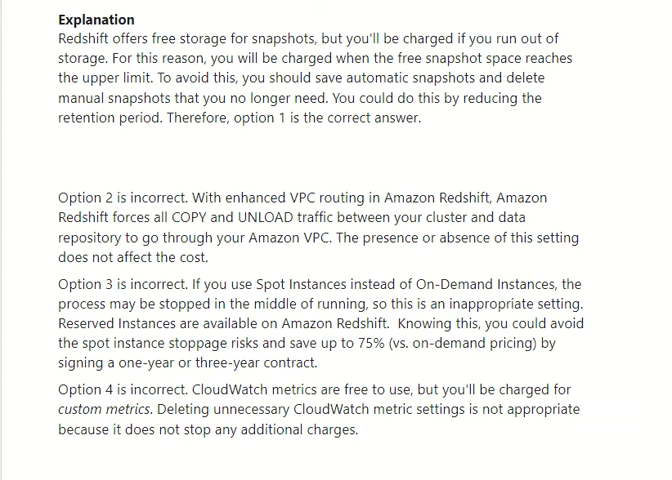 Explanation
Redshift offers free storage for snapshots, but you'll be charged if you run out of
storage. For this reason, you will be charged when the free snapshot space reaches
the upper limit. To avoid this, you should save automatic snapshots and delete
manual snapshots that you no longer need. You could do this by reducing the
retention period. Therefore, option 1 is the correct answer.
Option 2 is incorrect. With enhanced VPC routing in Amazon Redshift, Amazon
Redshift forces all COPY and UNLOAD traffic between your cluster and data
repository to go through your Amazon VPC. The presence or absence of this setting
does not affect the cost.
Option 3 is incorrect. If you use Spot Instances instead of On-Demand Instances, the
process may be stopped in the middle of running, so this is an inappropriate setting.
Reserved Instances are available on Amazon Redshift.  Knowing this, you could avoid
the spot instance stoppage risks and save up to 75% (vs. on-demand pricing) by
signing a one-year or three-year contract.
Option 4 is incorrect. CloudWatch metrics are free to use, but you'll be charged for
custom metrics. Deleting unnecessary CloudWatch metric settings is not appropriate
because it does not stop any additional charges.